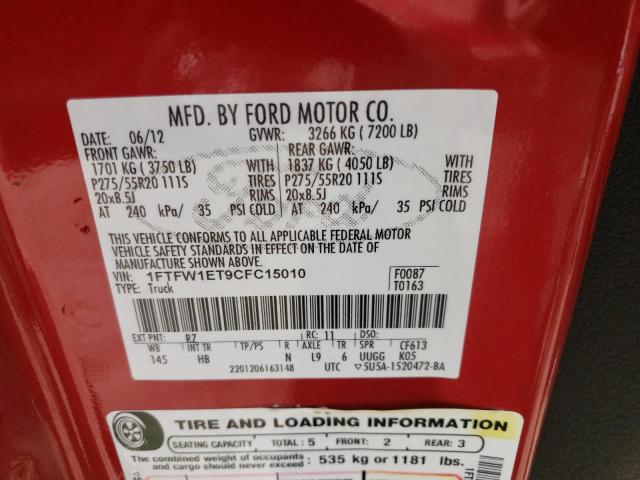 MFD. BY FORD MOTOR CO.
DATE: 06/12 GVWR: 3266 KG ( 7200 LB)
FRONT GAWR: REAR GAWR:
1701 KG ( 3750 LB) WITH 1837 KG ( 4050 LB) WITH
P275/55R20 111S TIRES P275/55R20 111S TIRES
20x8.5J RIMS 20x8.5J RIMS
AT 240 kPa/ 35 PSI COLD AT 240 kPa/ 35 PSI COLD
THIS VEHICLE CONFORMS TO ALL APPLICABLE FEDERAL MOTOR
VEHICLE SAFETY STANDARDS IN EFFECT ON THE DATE OF
MANUFACTURE SHOWN ABOVE.
VIN: 1FTFW1ET9CFC15010 F0087
TYPE: Truck T0163
EXT PNT: R7 RC: 11 DSO:
WB INT TR TP/PS R AXLE TR SPR CF613
145 HB N L9 6 UUGG K05
2201206163148 UTC 5U5A-1520472-BA
TIRE AND LOADING INFORMATION
SEATING CAPACITY TOTAL: 5 FRONT: 2 REAR: 3
The combined weight of occupants
and cargo should never exceed: 535 kg or 1181 lbs.